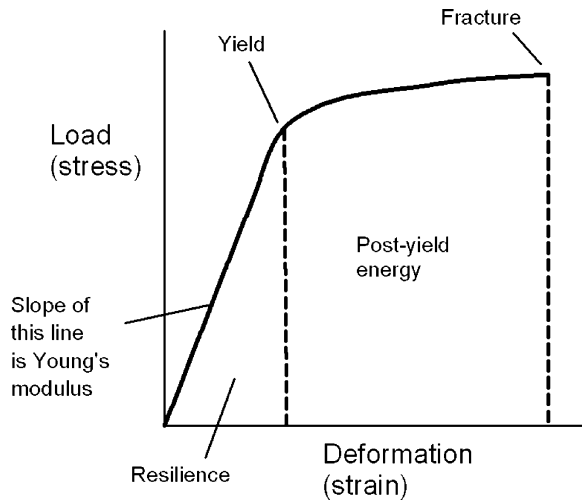 Fracture
Yield
Load
(stress)
Post-yield
energy
Slope of
this line
is Young's
modulus
Resilience
Deformation
(strain)